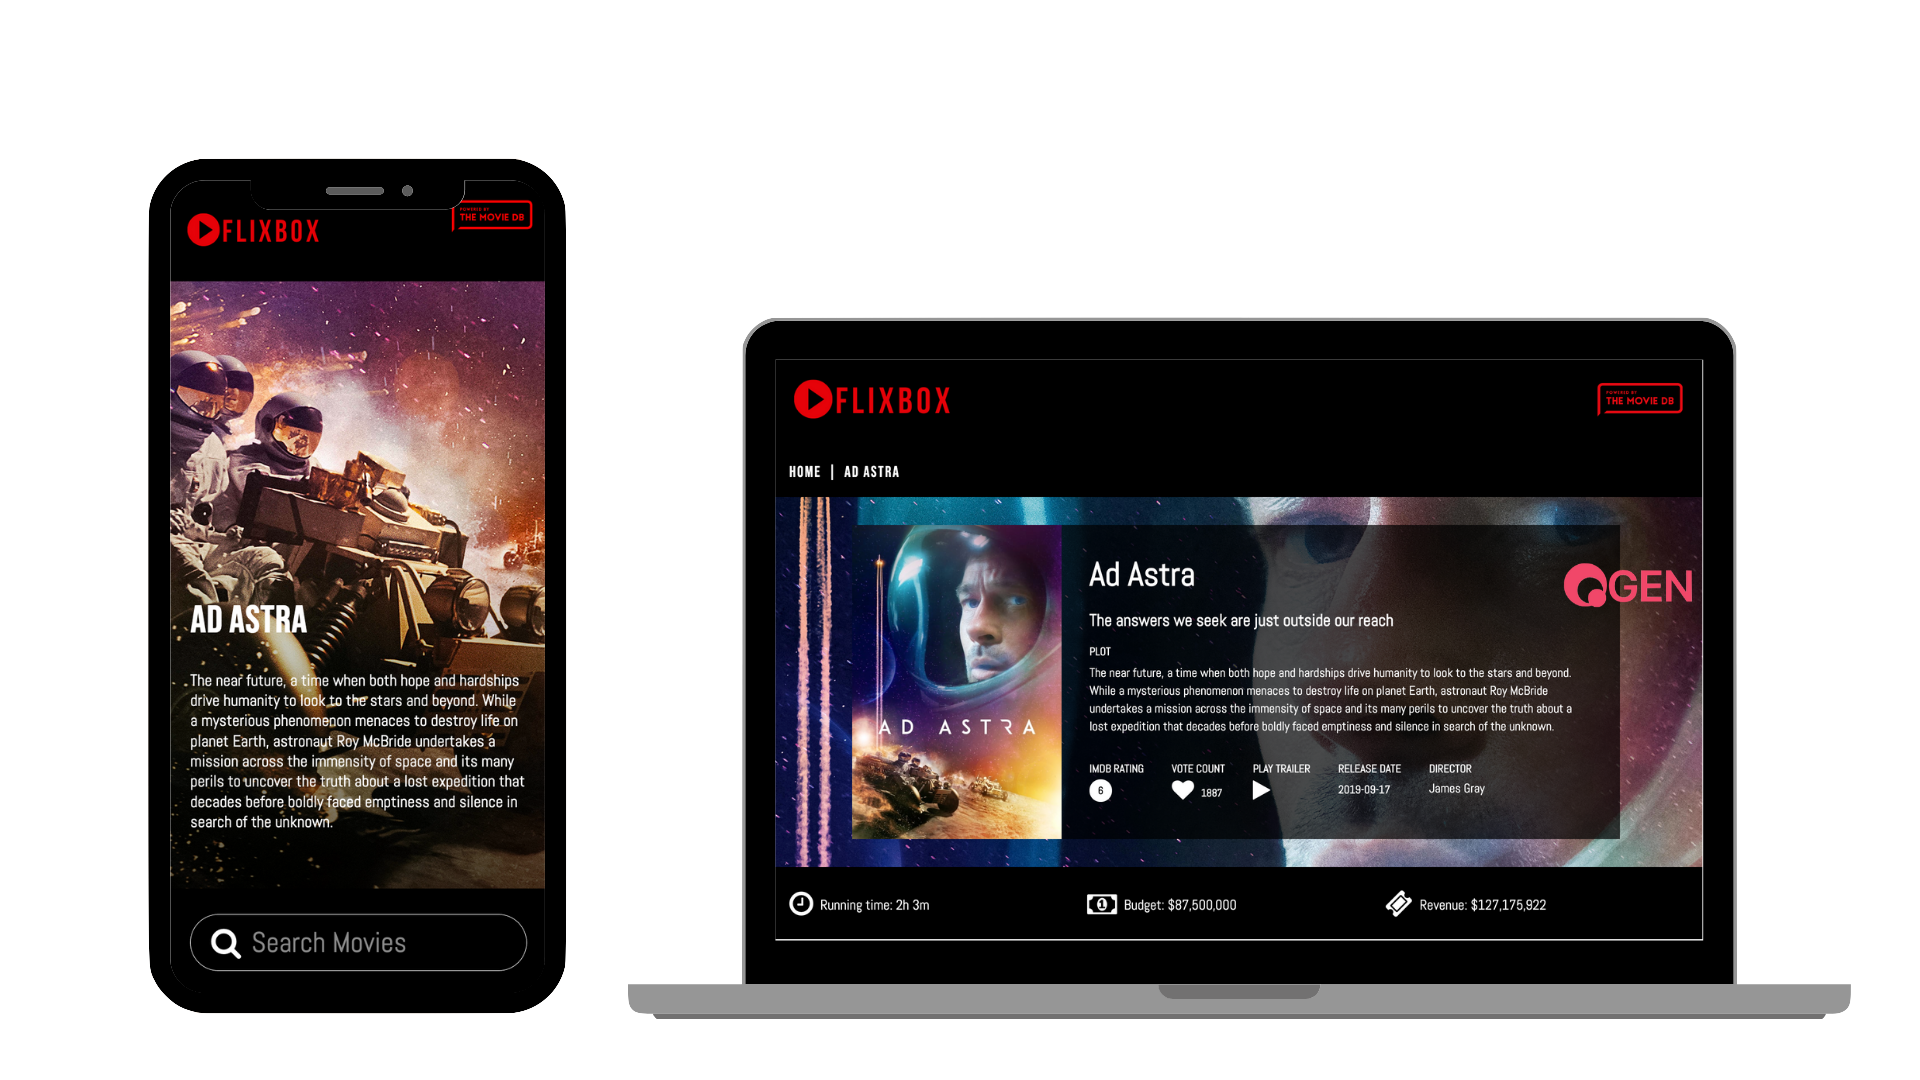 FLIXBOX
POWERED BY
THE MOVIE DB
AD ASTRA
The near future, a time when both hope and hardships
drive humanity to look to the stars and beyond. While
a mysterious phenomenon menaces to destroy life on
planet Earth, astronaut Roy McBride undertakes a
mission across the immensity of space and its many
perils to uncover the truth about a lost expedition that
decades before boldly faced emptiness and silence in
search of the unknown.
Search Movies
FLIXBOX
POWERED BY
THE MOVIE DB
HOME | AD ASTRA
AD ASTRA
Ad Astra
GEN
The answers we seek are just outside our reach
PLOT
The near future, a time when both hope and hardships drive humanity to look to the stars and beyond.
While a mysterious phenomenon menaces to destroy life on planet Earth, astronaut Roy McBride
undertakes a mission across the immensity of space and its many perils to uncover the truth about a
lost expedition that decades before boldly faced emptiness and silence in search of the unknown.
IMDB RATING VOTE COUNT PLAY TRAILER RELEASE DATE DIRECTOR
6 1887 2019-09-17 James Gray
Running time: 2h 3m Budget: $87,500,000 Revenue: $127,175,922